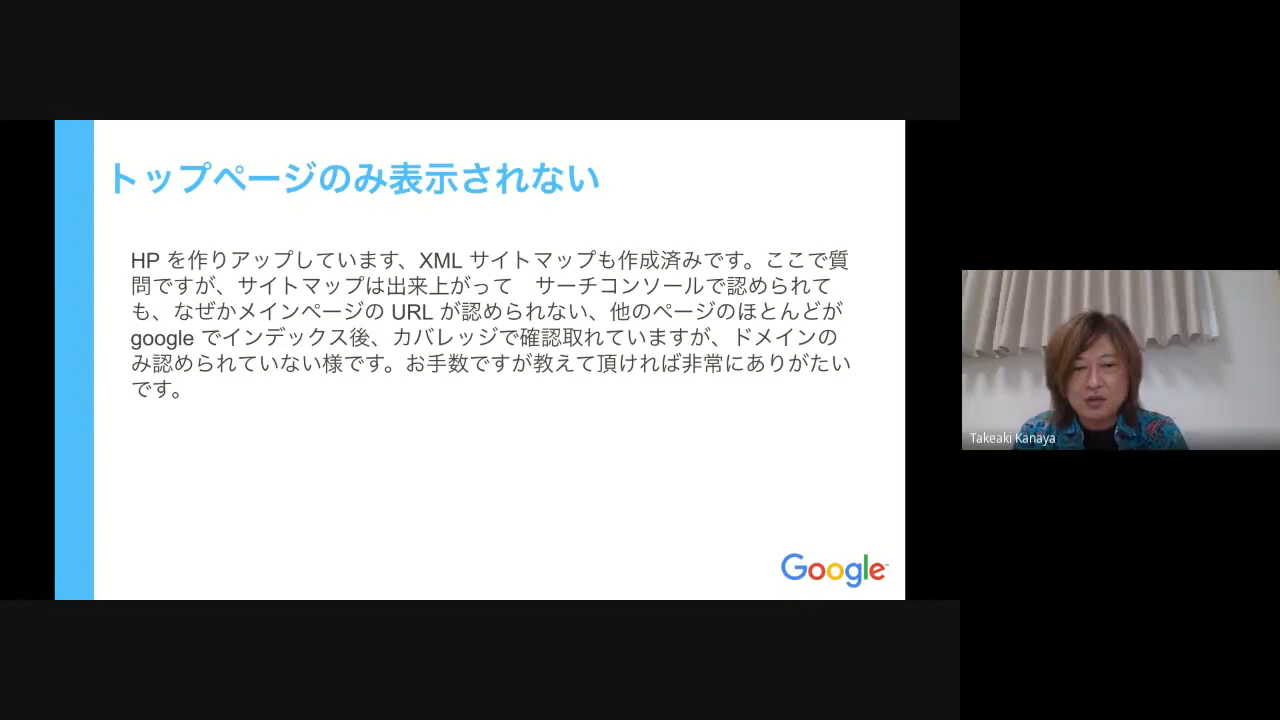 トップページのみ表示されない
HP を作りアップしています、XML サイトマップも作成済みです。ここで質
問ですが、サイトマップは出来上がって　サーチコンソールで認められて
も、なぜかメインページの URL が認められない、他のページのほとんどが
google でインデックス後、カバレッジで確認取れていますが、ドメインの
み認められていない様です。お手数ですが教えて頂ければ非常にありがたい
です。
Google
Takeaki Kanaya